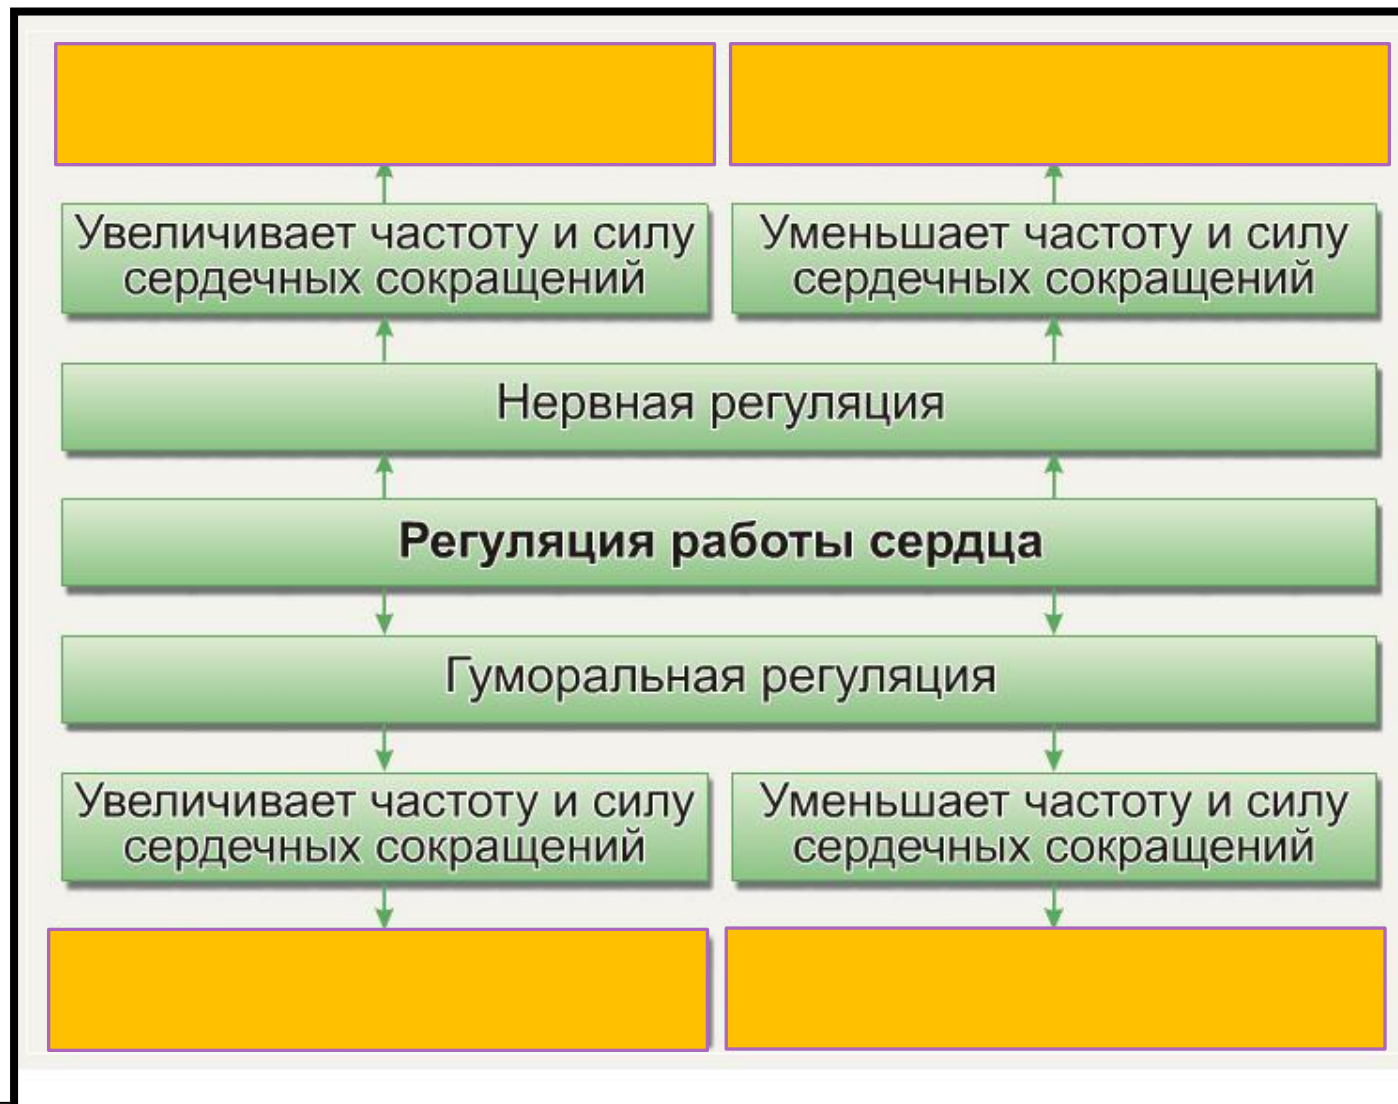 Увеличивает частоту и силу
сердечных сокращений
Уменьшает частоту и силу
сердечных сокращений
Нервная регуляция
Регуляция работы сердца
Гуморальная регуляция
Увеличивает частоту и силу
сердечных сокращений
Уменьшает частоту и силу
сердечных сокращений